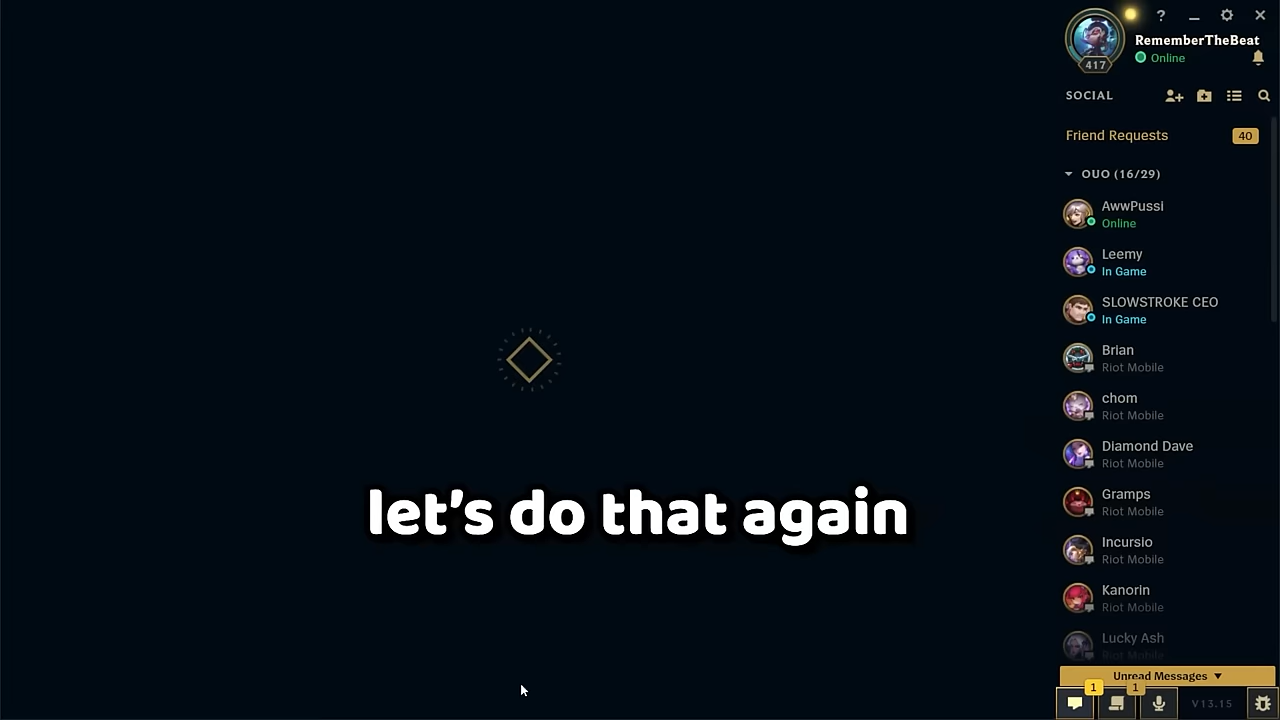 ?
RememberTheBeat
417
Online
SOCIAL
Friend Requests
40
OUO (16/29)
AwwPussi
Online
Leemy
In Game
SLOWSTROKE CEO
In Game
Brian
Riot Mobile
chom
Riot Mobile
Diamond Dave
Riot Mobile
Gramps
Riot Mobile
let's do that again
Incursio
Riot Mobile
Kanorin
Riot Mobile
Lucky Ash
Riot Mobile
Unread Messages
1
1
V13.15